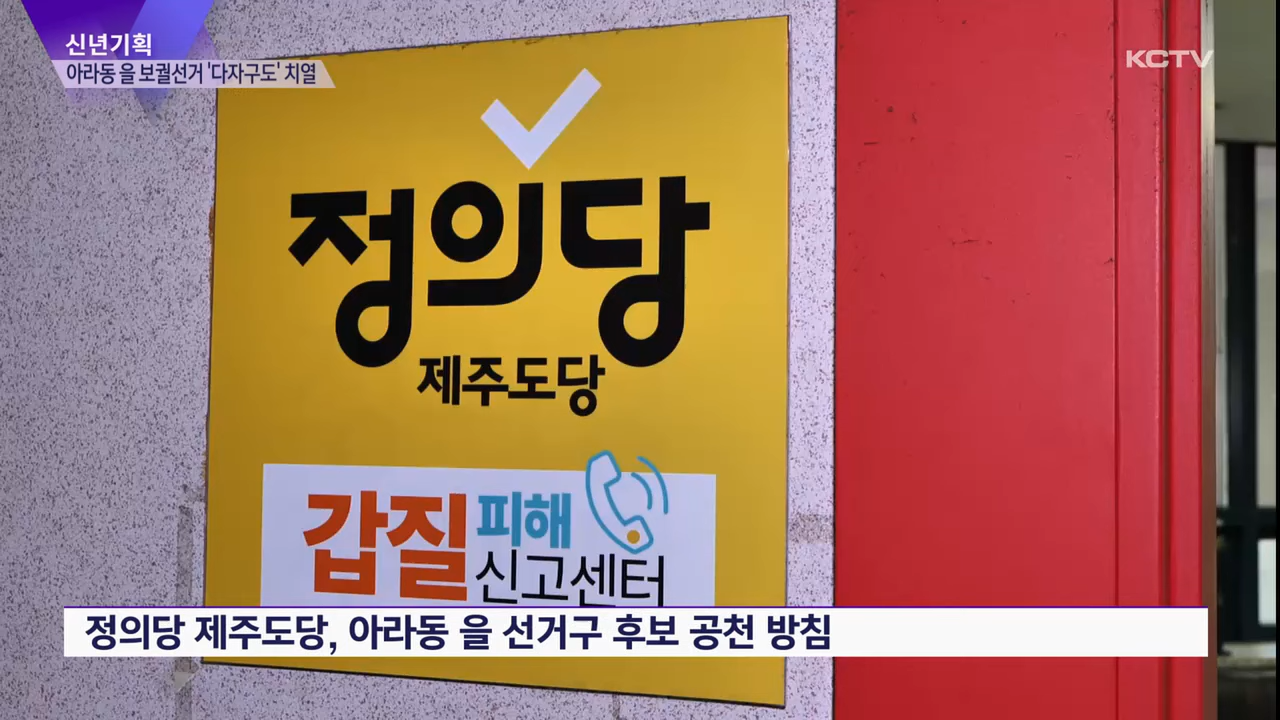 신년기획
아라동 을 보궐선거 '다자구도' 치열
KCTV
정의당
제주도당
갑질 피해
신고센터
정의당 제주도당, 아라동 을 선거구 후보 공천 방침